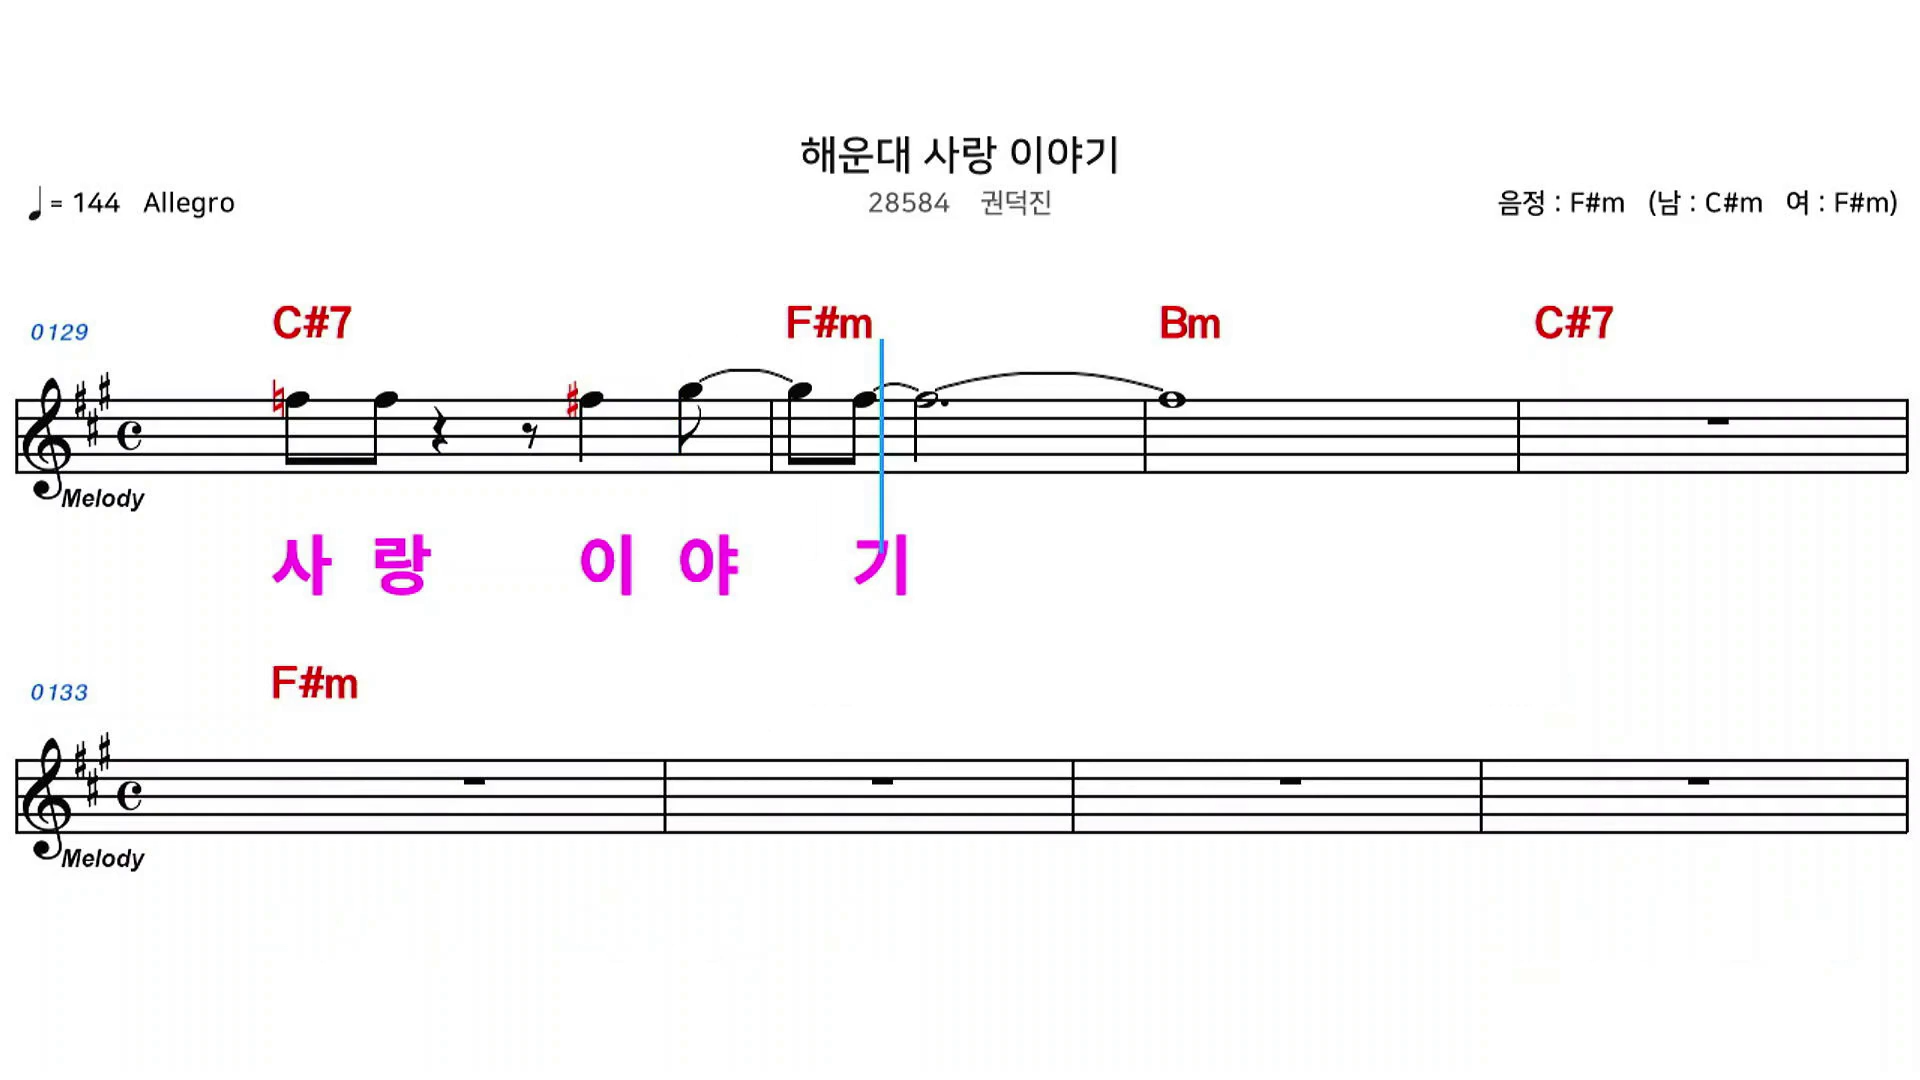 해운대 사랑 이야기
♩= 144 Allegro 28584 권덕진 음정 : F#m (남 : C#m 여 : F#m)
0129 C#7 F#m Bm C#7
Melody
사 랑 이 야 기
0133 F#m
Melody